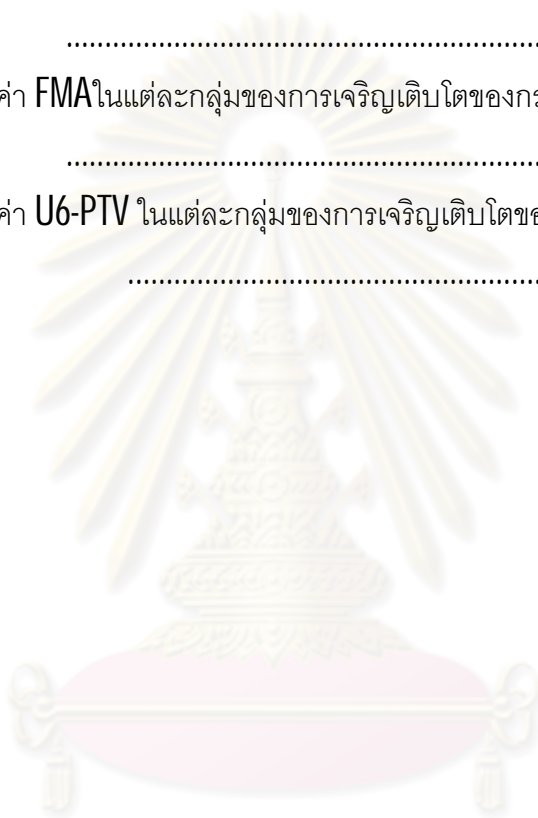 ................................................................
ค่า FMAในแต่ละกลุ่มของการเจริญเติบโตของกร
................................................................
ค่า U6-PTV ในแต่ละกลุ่มของการเจริญเติบโตขอ
........................................................